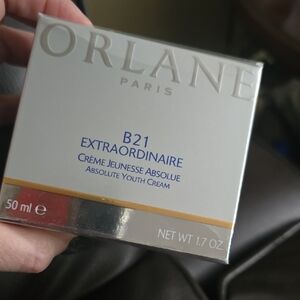 ORLANE
PARIS
B21
EXTRAORDINAIRE
CRÈME JEUNESSE ABSOLUE
ABSOLUTE YOUTH CREAM
50 ml ℮
NET WT 1.7 OZ.